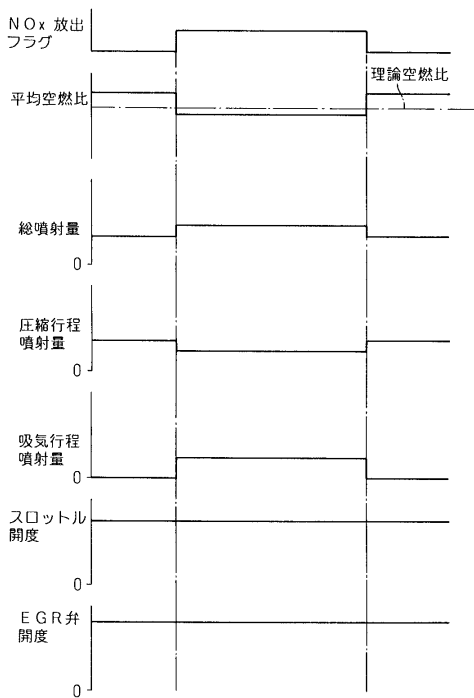 NOx 放出
フラグ
理論空燃比
平均空燃比
総噴射量
0
圧縮行程
噴射量
0
吸気行程
噴射量
0
スロットル
開度
0
EGR弁
開度
0